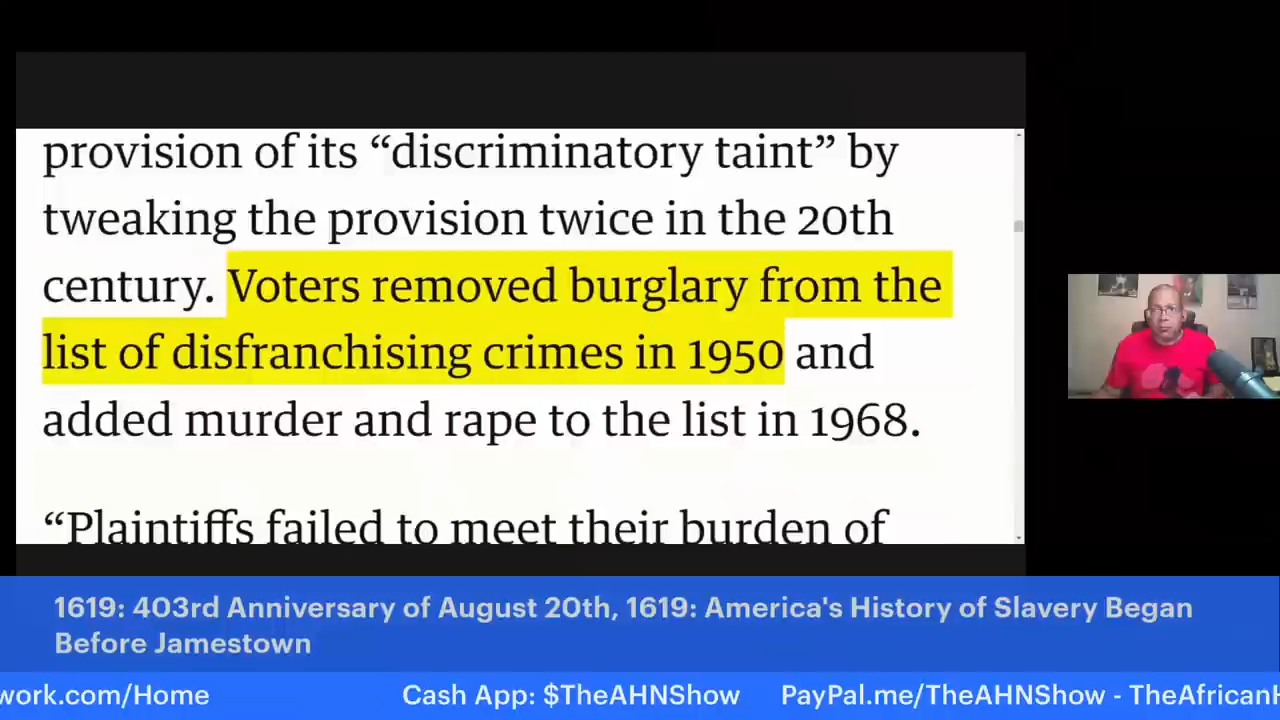 provision of its “discriminatory taint” by
tweaking the provision twice in the 20th
century. Voters removed burglary from the
list of disfranchising crimes in 1950 and
added murder and rape to the list in 1968.
“Plaintiffs failed to meet their burden of
1619: 403rd Anniversary of August 20th, 1619: America's History of Slavery Began
Before Jamestown
work.com/Home Cash App: $TheAHNShow PayPal.me/TheAHNShow - TheAfricanH